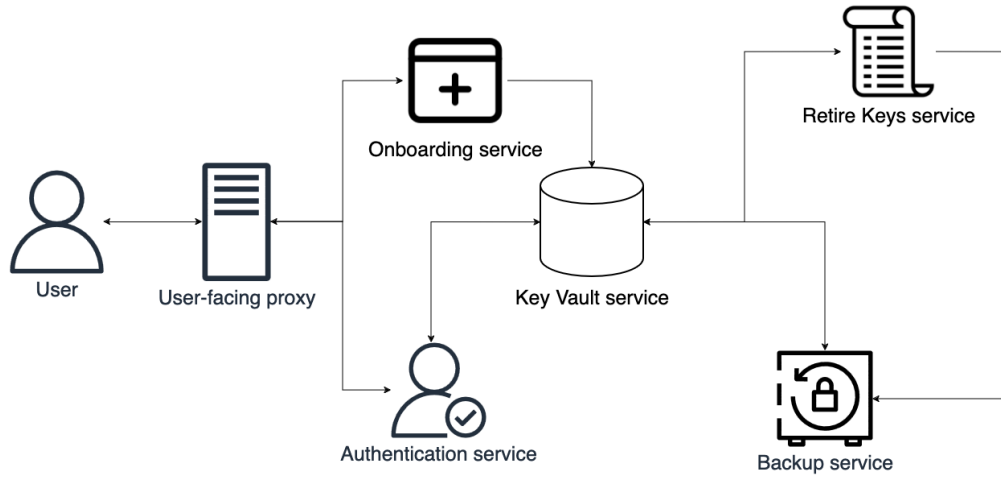 Retire Keys service
Onboarding service
User
User-facing proxy
Key Vault service
Authentication service
Backup service